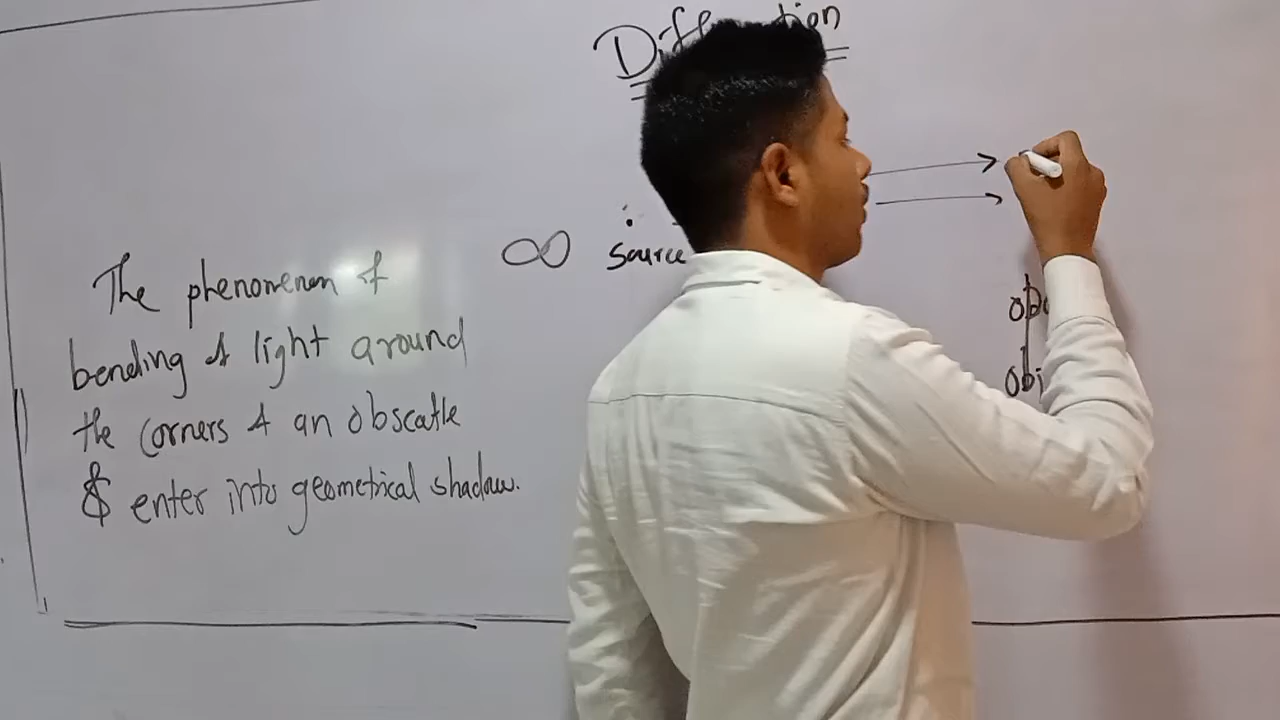 The phenomenon of
bending of light around
the corners of an obscatle
& enter into geometrical shadow.
∞ source